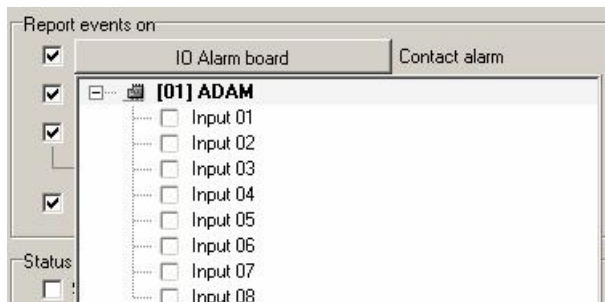 Report events on
IO Alarm board Contact alarm
[01] ADAM
Input 01
Input 02
Input 03
Input 04
Input 05
Input 06
Status
Input 07
Input 08